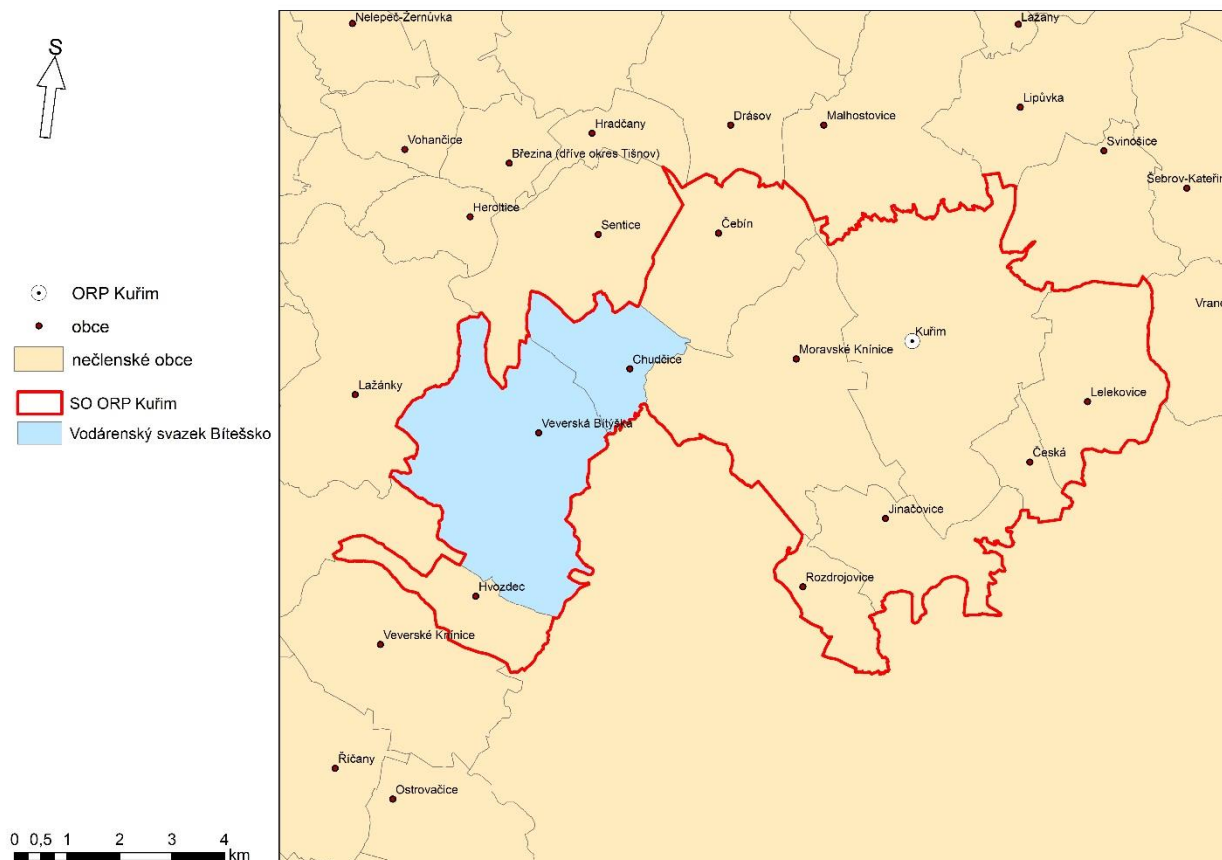 S
ORP Kuřim
obce
nečlenské obce
SO ORP Kuřim
Vodárenský svazek Bítešsko
0 0,5 1 2 3 4
km
Nelepeč-Žernůvka
Lažany
Lipůvka
Hradčany
Drásov
Malhostovice
Vohančice
Březina (dříve okres Tišnov)
Svinošice
Šebrov-Kateřin
Heroltice
Sentice
Čebín
Vrano
Kuřim
Chudčice
Moravské Knínice
Lažánky
Lelekovice
Veverská Bítýška
Česká
Jinačovice
Hvozdec
Rozdrojovice
Veverské Knínice
Říčany
Ostrovačice